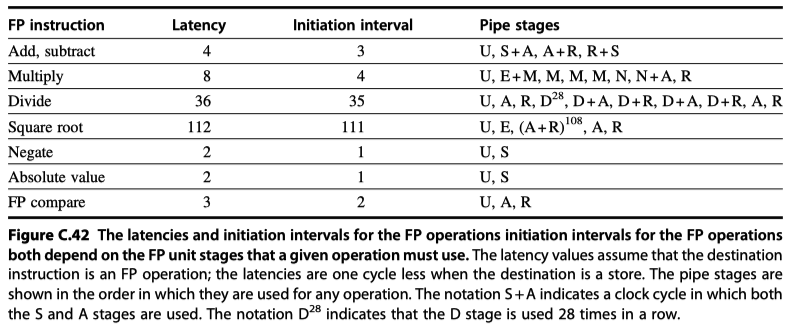 FP instruction Latency Initiation interval Pipe stages
Add, subtract 4 3 U, S+A, A+R, R+S
Multiply 8 4 U, E+M, M, M, M, N, N+A, R
Divide 36 35 U, A, R, D²⁸, D+A, D+R, D+A, D+R, A, R
Square root 112 111 U, E, (A+R)¹⁰⁸, A, R
Negate 2 1 U, S
Absolute value 2 1 U, S
FP compare 3 2 U, A, R
Figure C.42 The latencies and initiation intervals for the FP operations initiation intervals for the FP operations
both depend on the FP unit stages that a given operation must use. The latency values assume that the destination
instruction is an FP operation; the latencies are one cycle less when the destination is a store. The pipe stages are
shown in the order in which they are used for any operation. The notation S+A indicates a clock cycle in which both
the S and A stages are used. The notation D²⁸ indicates that the D stage is used 28 times in a row.